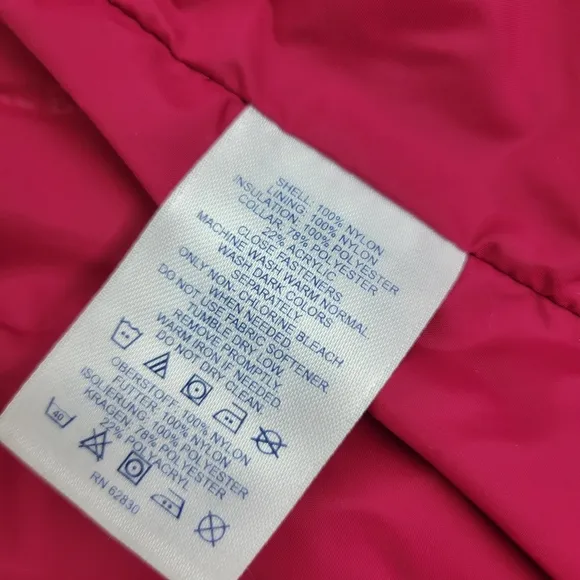 SHELL: 100% NYLON
LINING: 100% NYLON
INSULATION: 100% POLYESTER
COLLAR: 78% POLYESTER
22% ACRYLIC
CLOSE FASTENERS
MACHINE WASH WARM NORMAL.
WASH DARK COLORS
SEPARATELY.
ONLY NON-CHLORINE BLEACH
WHEN NEEDED.
DO NOT USE FABRIC SOFTENER.
TUMBLE DRY LOW.
REMOVE PROMPTLY.
WARM IRON IF NEEDED.
DO NOT DRY CLEAN.
OBERSTOFF: 100% NYLON
FUTTER: 100% NYLON
ISOLIERUNG: 100% POLYESTER
KRAGEN: 78% POLYESTER
22% POLYACRYL
40
RN 62830